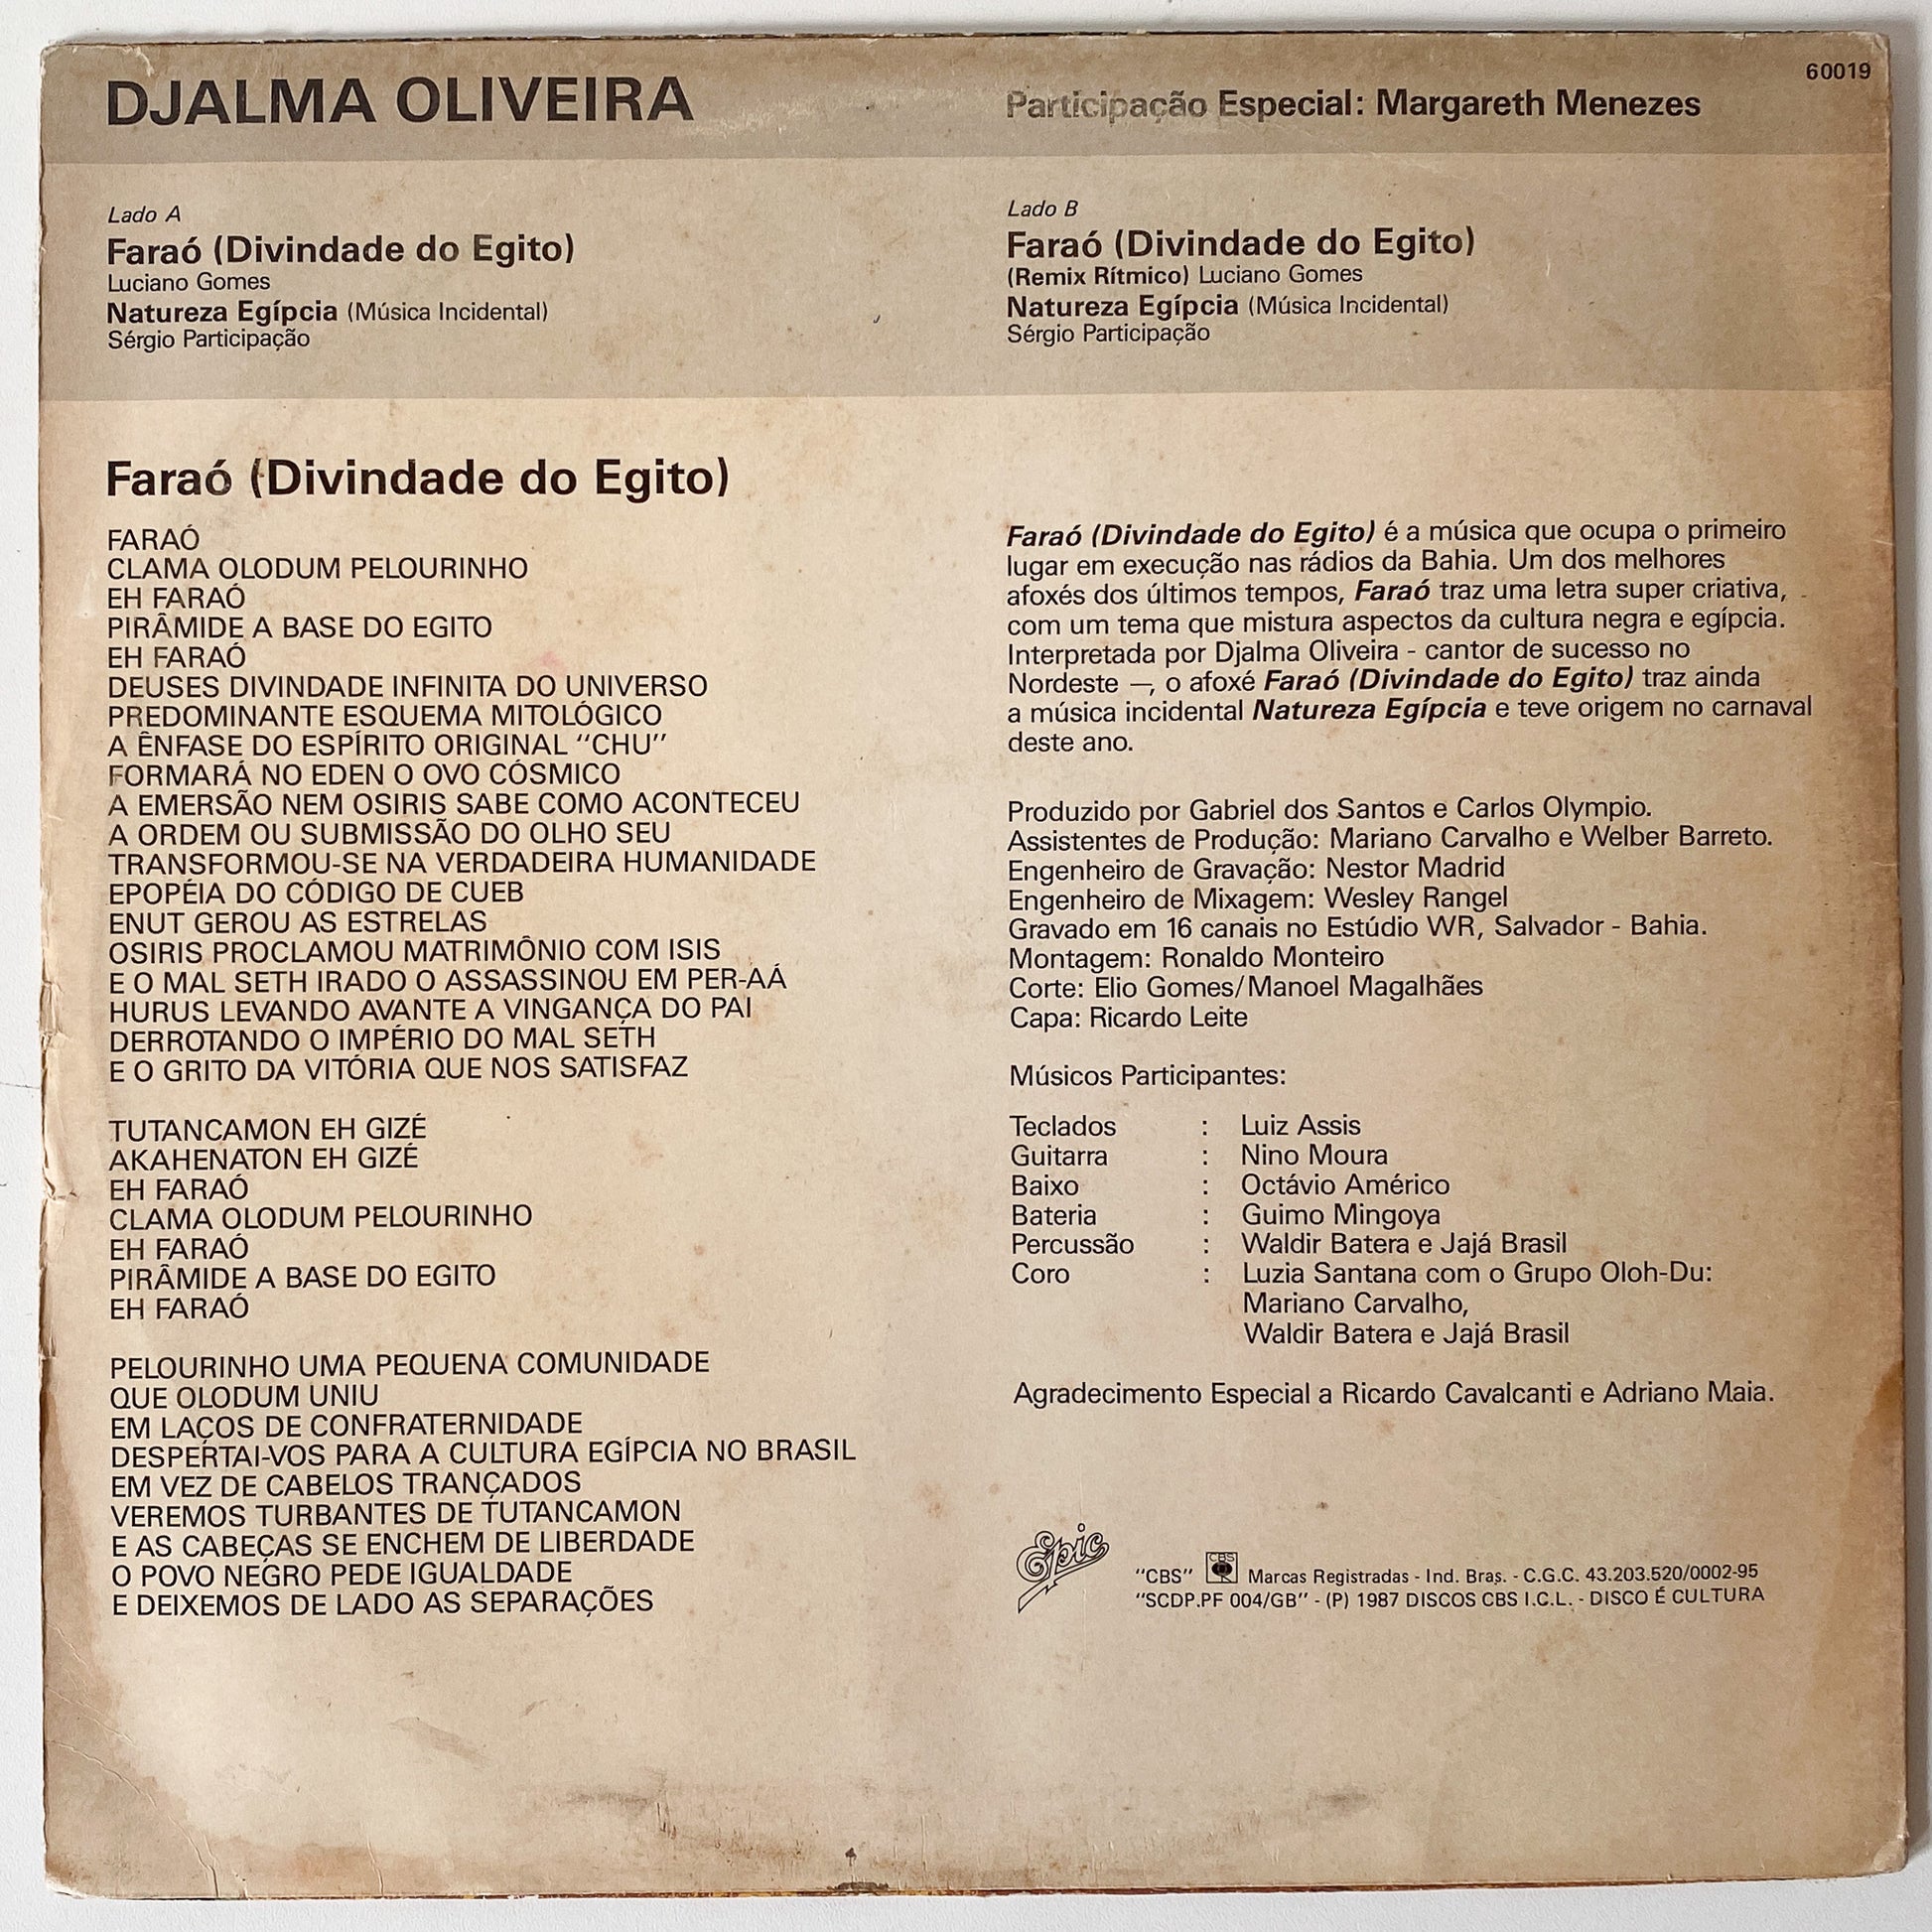 60019
DJALMA OLIVEIRA
Participação Especial: Margareth Menezes
Lado A
Faraó (Divindade do Egito)
Luciano Gomes
Natureza Egípcia (Música Incidental)
Sérgio Participação
Lado B
Faraó (Divindade do Egito)
(Remix Rítmico) Luciano Gomes
Natureza Egípcia (Música Incidental)
Sérgio Participação
Faraó (Divindade do Egito)
FARAÓ
CLAMA OLODUM PELOURINHO
EH FARAÓ
PIRÂMIDE A BASE DO EGITO
EH FARAÓ
DEUSES DIVINDADE INFINITA DO UNIVERSO
PREDOMINANTE ESQUEMA MITOLÓGICO
A ÊNFASE DO ESPÍRITO ORIGINAL “CHU”
FORMARÁ NO EDEN O OVO CÓSMICO
A EMERSÃO NEM OSIRIS SABE COMO ACONTECEU
A ORDEM OU SUBMISSÃO DO OLHO SEU
TRANSFORMOU-SE NA VERDADEIRA HUMANIDADE
EPOPÉIA DO CÓDIGO DE CUEB
ENUT GEROU AS ESTRELAS
OSIRIS PROCLAMOU MATRIMÔNIO COM ISIS
E O MAL SETH IRADO O ASSASSINOU EM PER-AÁ
HURUS LEVANDO AVANTE A VINGANÇA DO PAI
DERROTANDO O IMPÉRIO DO MAL SETH
E O GRITO DA VITÓRIA QUE NOS SATISFAZ
TUTANCAMON EH GIZÉ
AKAHENATON EH GIZÉ
EH FARAÓ
CLAMA OLODUM PELOURINHO
EH FARAÓ
PIRÂMIDE A BASE DO EGITO
EH FARAÓ
PELOURINHO UMA PEQUENA COMUNIDADE
QUE OLODUM UNIU
EM LAÇOS DE CONFRATERNIDADE
DESPERTAI-VOS PARA A CULTURA EGÍPCIA NO BRASIL
EM VEZ DE CABELOS TRANÇADOS
VEREMOS TURBANTES DE TUTANCAMON
E AS CABEÇAS SE ENCHEM DE LIBERDADE
O POVO NEGRO PEDE IGUALDADE
E DEIXEMOS DE LADO AS SEPARAÇÕES
Faraó (Divindade do Egito) é a música que ocupa o primeiro
lugar em execução nas rádios da Bahia. Um dos melhores
afoxés dos últimos tempos, Faraó traz uma letra super criativa,
com um tema que mistura aspectos da cultura negra e egípcia.
Interpretada por Djalma Oliveira - cantor de sucesso no
Nordeste —, o afoxé Faraó (Divindade do Egito) traz ainda
a música incidental Natureza Egípcia e teve origem no carnaval
deste ano.
Produzido por Gabriel dos Santos e Carlos Olympio.
Assistentes de Produção: Mariano Carvalho e Welber Barreto.
Engenheiro de Gravação: Nestor Madrid
Engenheiro de Mixagem: Wesley Rangel
Gravado em 16 canais no Estúdio WR, Salvador - Bahia.
Montagem: Ronaldo Monteiro
Corte: Elio Gomes/Manoel Magalhães
Capa: Ricardo Leite
Músicos Participantes:
Teclados : Luiz Assis
Guitarra : Nino Moura
Baixo : Octávio Américo
Bateria : Guimo Mingoya
Percussão : Waldir Batera e Jajá Brasil
Coro : Luzia Santana com o Grupo Oloh-Du:
Mariano Carvalho,
Waldir Batera e Jajá Brasil
Agradecimento Especial a Ricardo Cavalcanti e Adriano Maia.
Epic
“CBS” CBS Marcas Registradas - Ind. Bras. - C.G.C. 43.203.520/0002-95
“SCDP.PF 004/GB” - (P) 1987 DISCOS CBS I.C.L. - DISCO É CULTURA